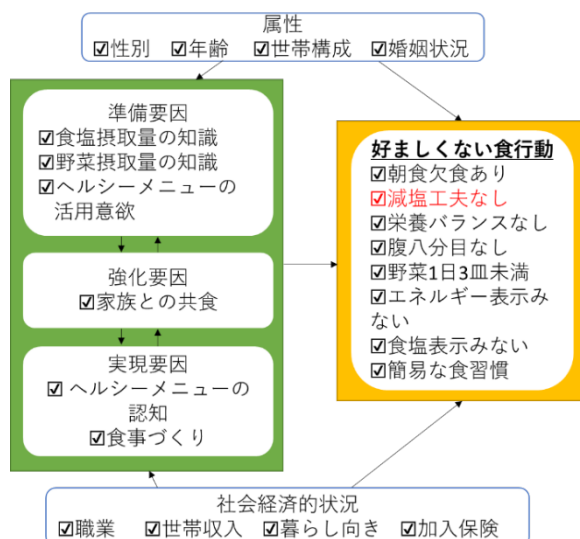 属性
☑性別 ☑年齢 ☑世帯構成 ☑婚姻状況
準備要因
☑食塩摂取量の知識
☑野菜摂取量の知識
☑ヘルシーメニューの
活用意欲
強化要因
☑家族との共食
実現要因
☑ヘルシーメニューの
認知
☑食事づくり
好ましくない食行動
☑朝食欠食あり
☑減塩工夫なし
☑栄養バランスなし
☑腹八分目なし
☑野菜1日3皿未満
☑エネルギー表示み
ない
☑食塩表示みない
☑簡易な食習慣
社会経済的状況
☑職業 ☑世帯収入 ☑暮らし向き ☑加入保険